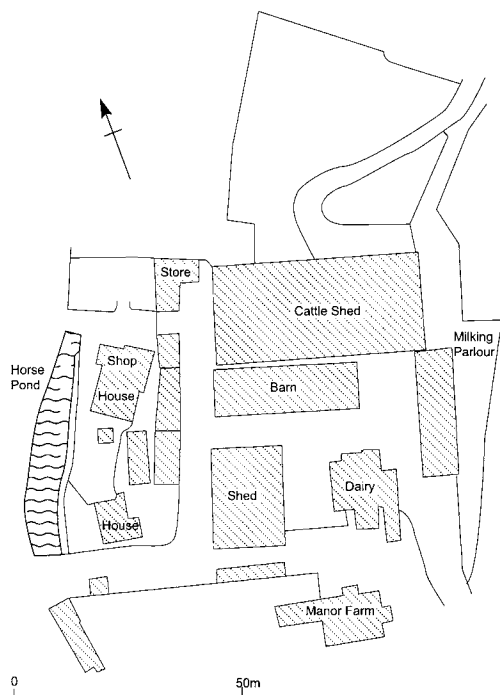 Store
Cattle Shed
Horse
Pond
Shop
House
Milking
Parlour
Barn
Shed
Dairy
House
Manor Farm
0
50m